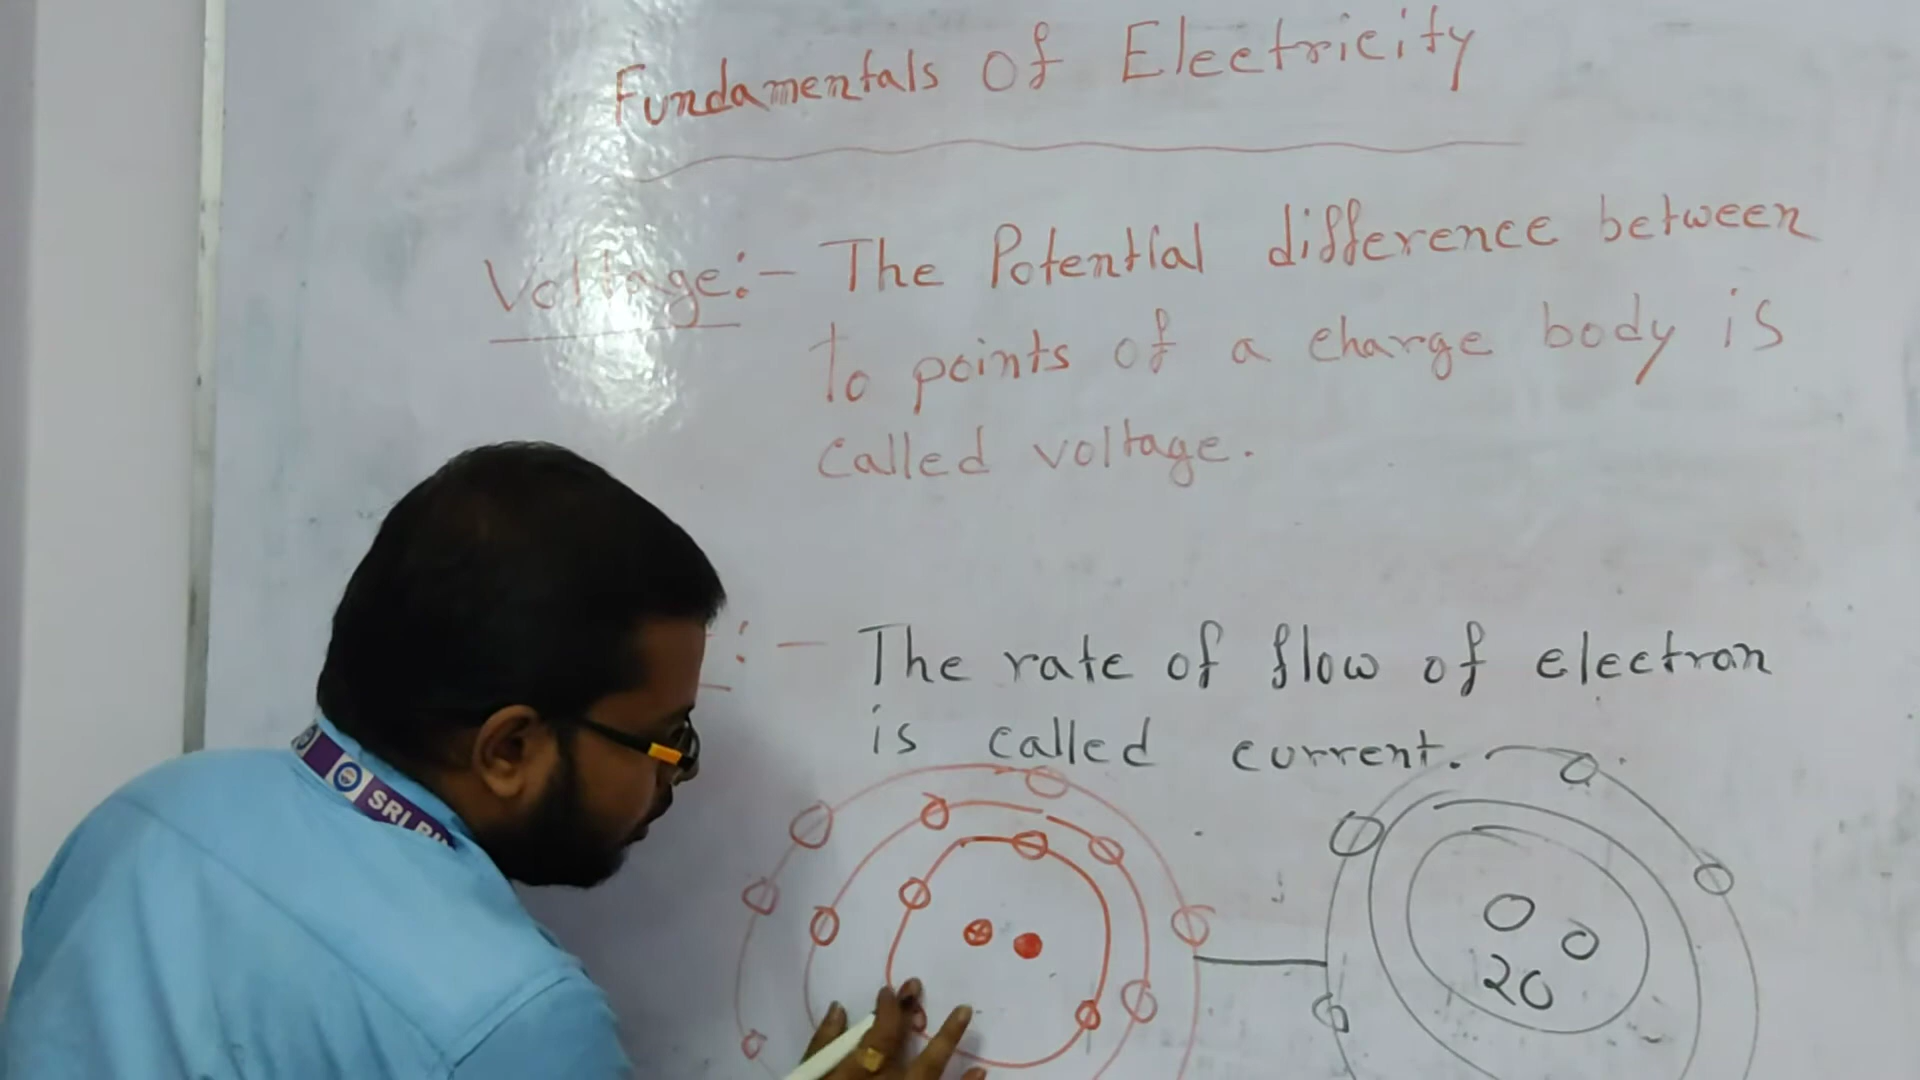 Fundamentals Of Electricity
Voltage:- The Potential difference between
to points of a charge body is
called voltage.
:- The rate of flow of electron
is called current.
20
SRI